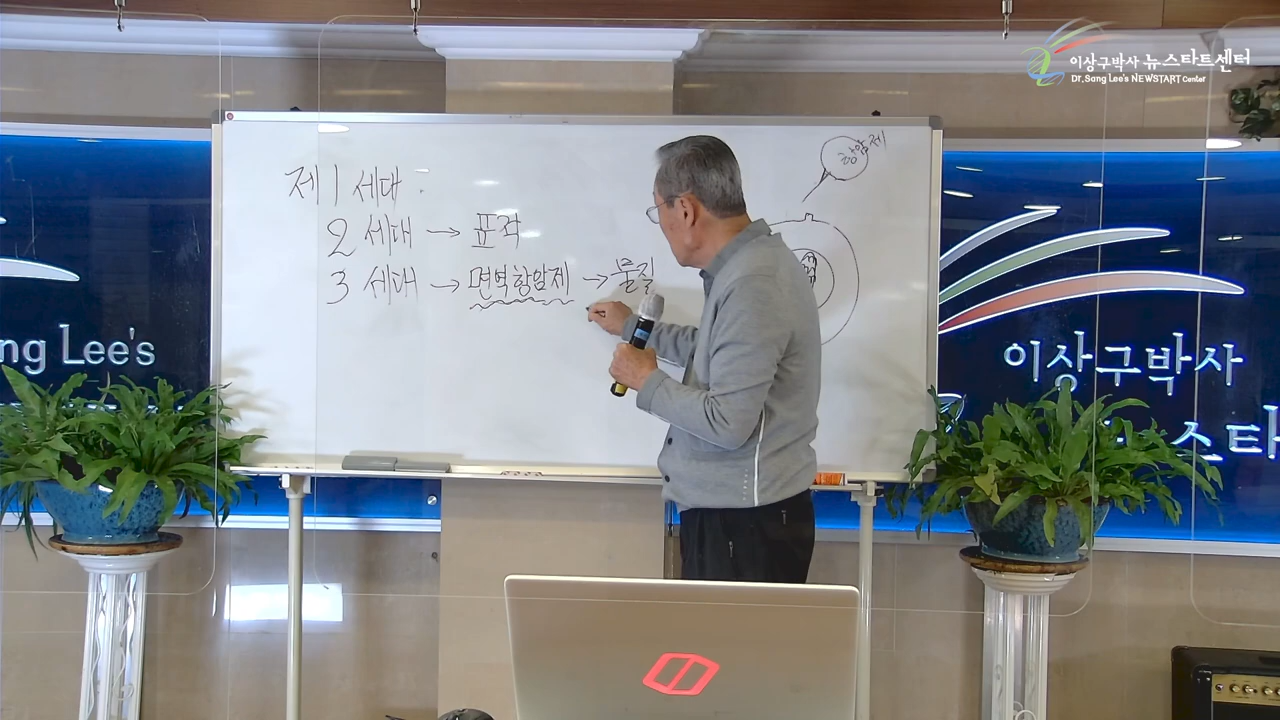 이상구박사 뉴스타트센터
Dr. Sang Lee's NEWSTART Center
항암제
제 1 세대
2 세대 → 표적
3 세대 → 면역항암제 → 물질
ng Lee's
이상구박사
스타